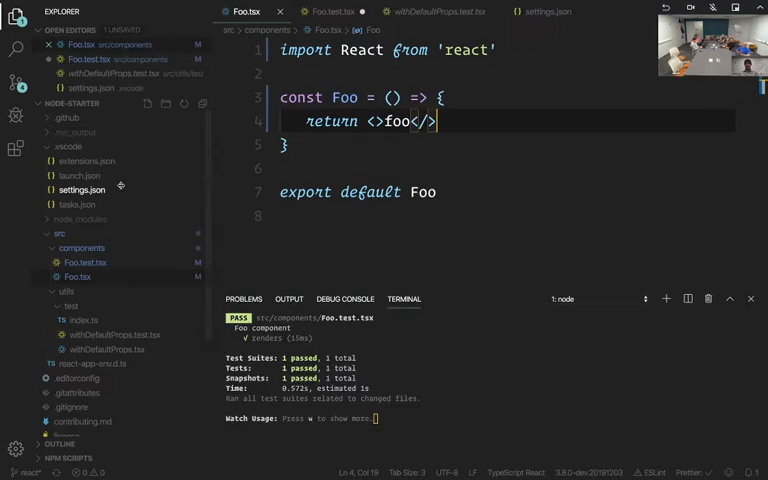 EXPLORER
OPEN EDITORS 1 UNSAVED
Foo.tsx src/components M
Foo.test.tsx src/components M
withDefaultProps.test.tsx src/utils/test
settings.json .vscode
NODE-STARTER
.github
.nyc_output
.vscode
extensions.json
launch.json
settings.json
tasks.json
node_modules
src
components
Foo.test.tsx M
Foo.tsx M
utils
test
index.ts
withDefaultProps.test.tsx
withDefaultProps.tsx
react-app-env.d.ts
.editorconfig
.gitattributes
.gitignore
contributing.md
OUTLINE
NPM SCRIPTS
Foo.tsx
Foo.test.tsx
withDefaultProps.test.tsx
settings.json
src > components > Foo.tsx > Foo
1 import React from 'react'
2
3 const Foo = () => {
4 return <>foo</>
5 }
6
7 export default Foo
8
PROBLEMS OUTPUT DEBUG CONSOLE TERMINAL 1: node
PASS src/components/Foo.test.tsx
Foo component
√ renders (15ms)
Test Suites: 1 passed, 1 total
Tests: 1 passed, 1 total
Snapshots: 1 passed, 1 total
Time: 0.572s, estimated 1s
Ran all test suites related to changed files.
Watch Usage: Press w to show more.
react* 0 0 Ln 4, Col 19 Tab Size: 3 UTF-8 LF TypeScript React 3.8.0-dev.20191203 ESLint Prettier: ✓ 1